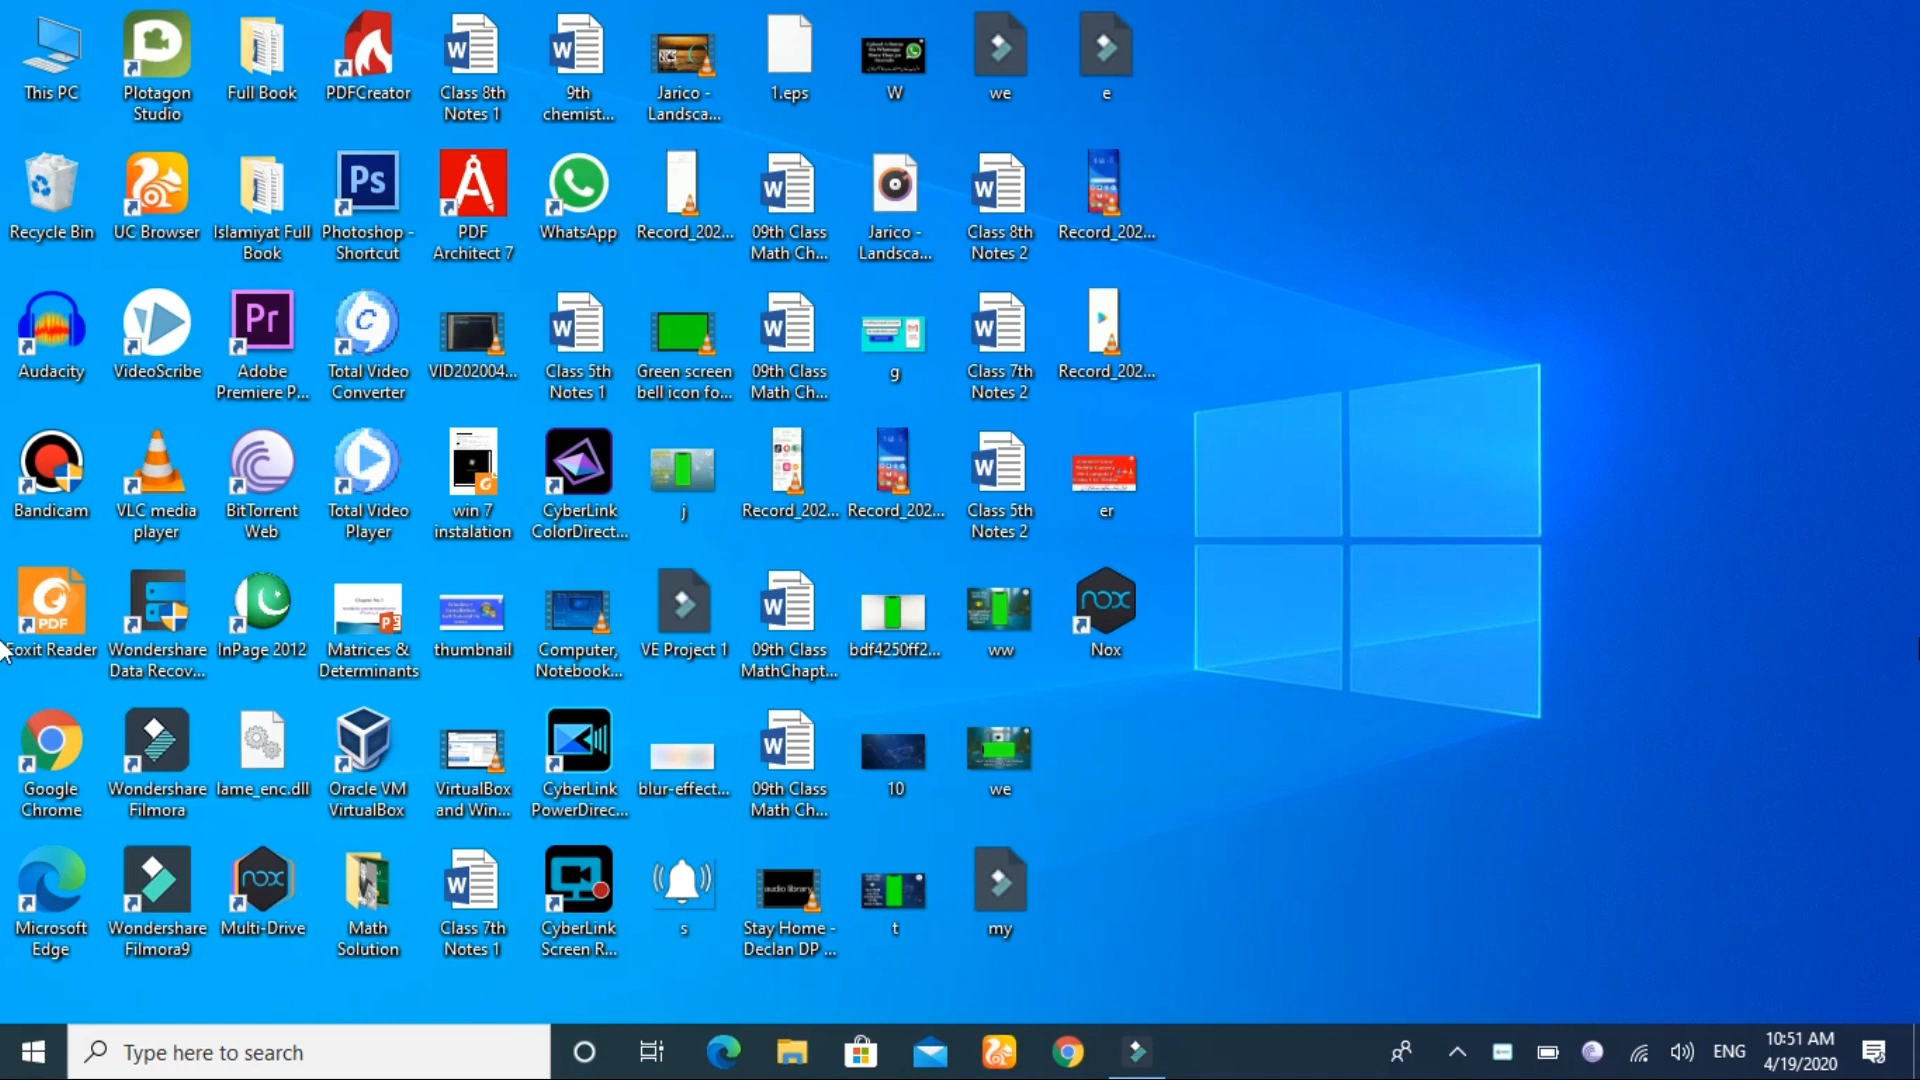 This PC
Plotagon
Studio
Full Book
PDFCreator
Class 8th
Notes 1
9th
chemist...
Jarico -
Landsca...
1.eps
W
we
e
Recycle Bin
UC Browser
Islamiyat Full
Book
Ps
Photoshop -
Shortcut
PDF
Architect 7
WhatsApp
Record_202...
09th Class
Math Ch...
Jarico -
Landsca...
Class 8th
Notes 2
Record_202...
Audacity
VideoScribe
Pr
Adobe
Premiere P...
Total Video
Converter
VID202004...
Class 5th
Notes 1
Green screen
bell icon fo...
09th Class
Math Ch...
g
Class 7th
Notes 2
Record_202...
Bandicam
VLC media
player
BitTorrent
Web
Total Video
Player
win 7
instalation
CyberLink
ColorDirect...
j
Record_202...
Record_202...
Class 5th
Notes 2
er
PDF
Foxit Reader
Wondershare
Data Recov...
InPage 2012
Matrices &
Determinants
thumbnail
Computer,
Notebook...
VE Project 1
09th Class
MathChapt...
bdf4250ff2...
ww
nox
Nox
Google
Chrome
Wondershare
Filmora
lame_enc.dll
Oracle VM
VirtualBox
VirtualBox
and Win...
CyberLink
PowerDirec...
blur-effect...
09th Class
Math Ch...
10
we
Microsoft
Edge
Wondershare
Filmora9
nox
Multi-Drive
Math
Solution
Class 7th
Notes 1
CyberLink
Screen R...
s
audio library
Stay Home -
Declan DP ...
t
my
Type here to search
ENG
10:51 AM
4/19/2020